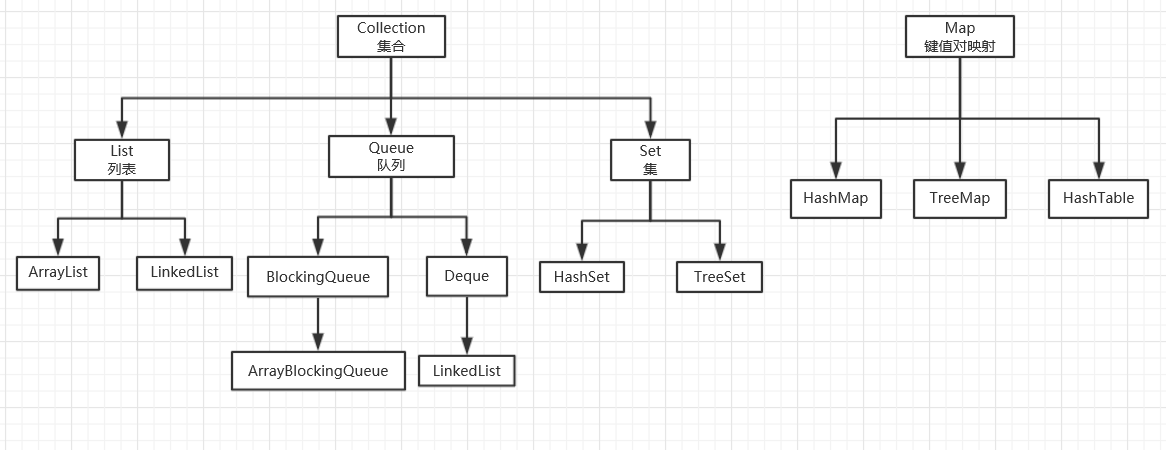 Collection
集合
Map
键值对映射
List
列表
Queue
队列
Set
集
HashMap
TreeMap
HashTable
ArrayList
LinkedList
BlockingQueue
Deque
HashSet
TreeSet
ArrayBlockingQueue
LinkedList